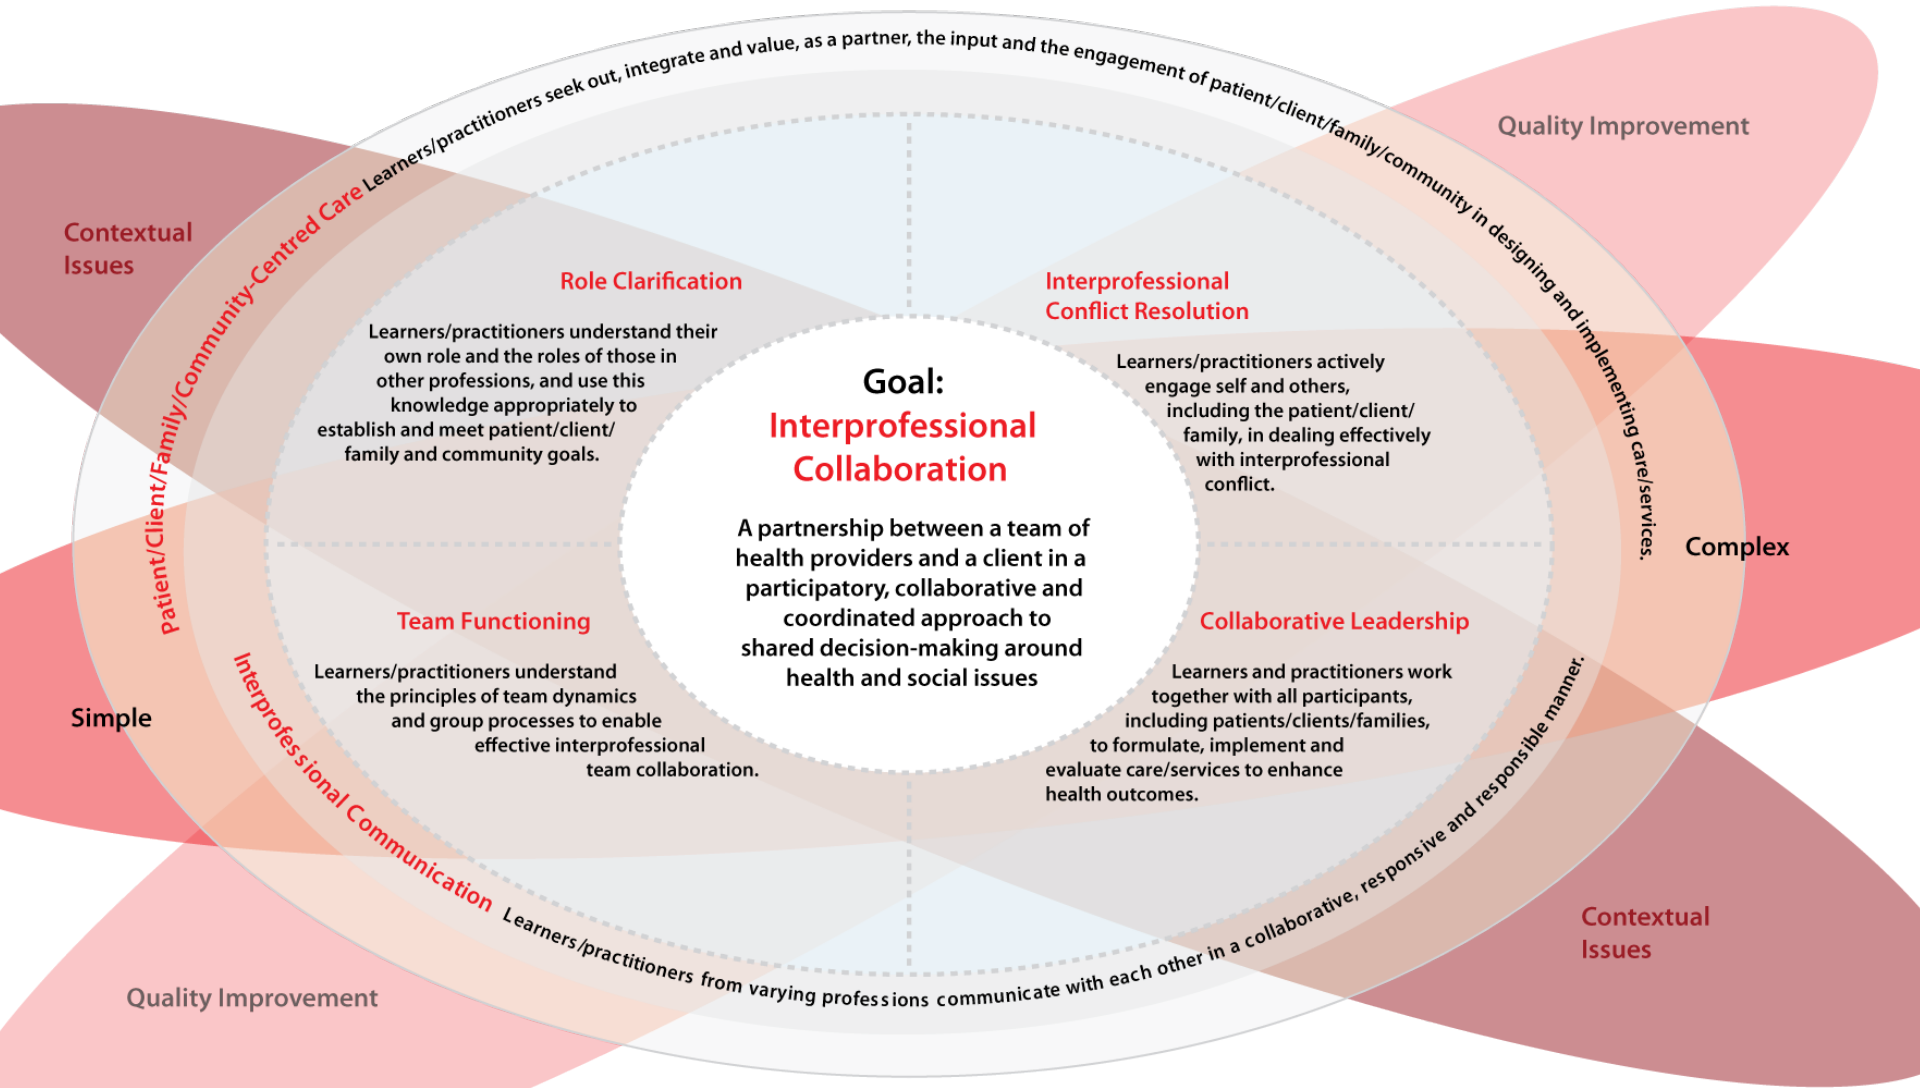 Patient/Client/Family/Community-Centred Care Learners/practitioners seek out, integrate and value, as a partner, the input and the engagement of patient/client/family/community in designing and implementing care/services.
Quality Improvement
Contextual
Issues
Role Clarification
Learners/practitioners understand their
own role and the roles of those in
other professions, and use this
knowledge appropriately to
establish and meet patient/client/
family and community goals.
Interprofessional
Conflict Resolution
Learners/practitioners actively
engage self and others,
including the patient/client/
family, in dealing effectively
with interprofessional
conflict.
Goal:
Interprofessional
Collaboration
A partnership between a team of
health providers and a client in a
participatory, collaborative and
coordinated approach to
shared decision-making around
health and social issues
Complex
Simple
Team Functioning
Learners/practitioners understand
the principles of team dynamics
and group processes to enable
effective interprofessional
team collaboration.
Collaborative Leadership
Learners and practitioners work
together with all participants,
including patients/clients/families,
to formulate, implement and
evaluate care/services to enhance
health outcomes.
Interprofessional Communication Learners/practitioners from varying professions communicate with each other in a collaborative, responsive and responsible manner.
Contextual
Issues
Quality Improvement